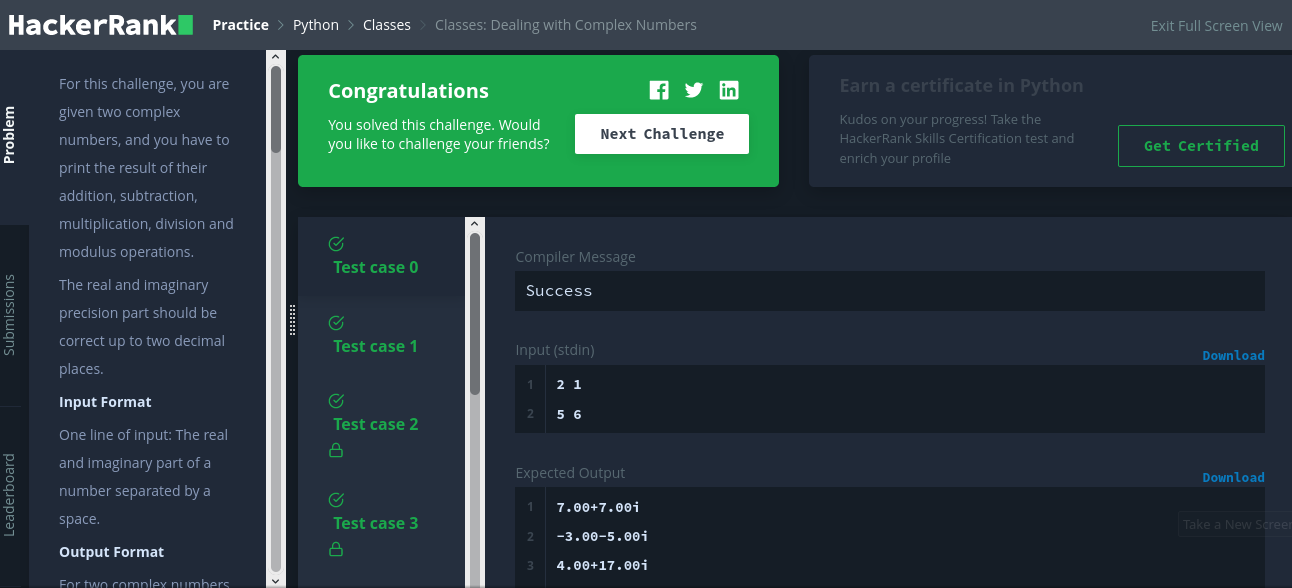 HackerRank
Practice > Python > Classes > Classes: Dealing with Complex Numbers
Exit Full Screen View
Problem
Submissions
Leaderboard
For this challenge, you are
given two complex
numbers, and you have to
print the result of their
addition, subtraction,
multiplication, division and
modulus operations.
The real and imaginary
precision part should be
correct up to two decimal
places.
Input Format
One line of input: The real
and imaginary part of a
number separated by a
space.
Output Format
For two complex numbers
Congratulations
You solved this challenge. Would
you like to challenge your friends?
Next Challenge
Earn a certificate in Python
Kudos on your progress! Take the
HackerRank Skills Certification test and
enrich your profile
Get Certified
Test case 0
Test case 1
Test case 2
Test case 3
Compiler Message
Success
Input (stdin)
Download
1 2 1
2 5 6
Expected Output
Download
1 7.00+7.00i
2 -3.00-5.00i
3 4.00+17.00i
Take a New Screen